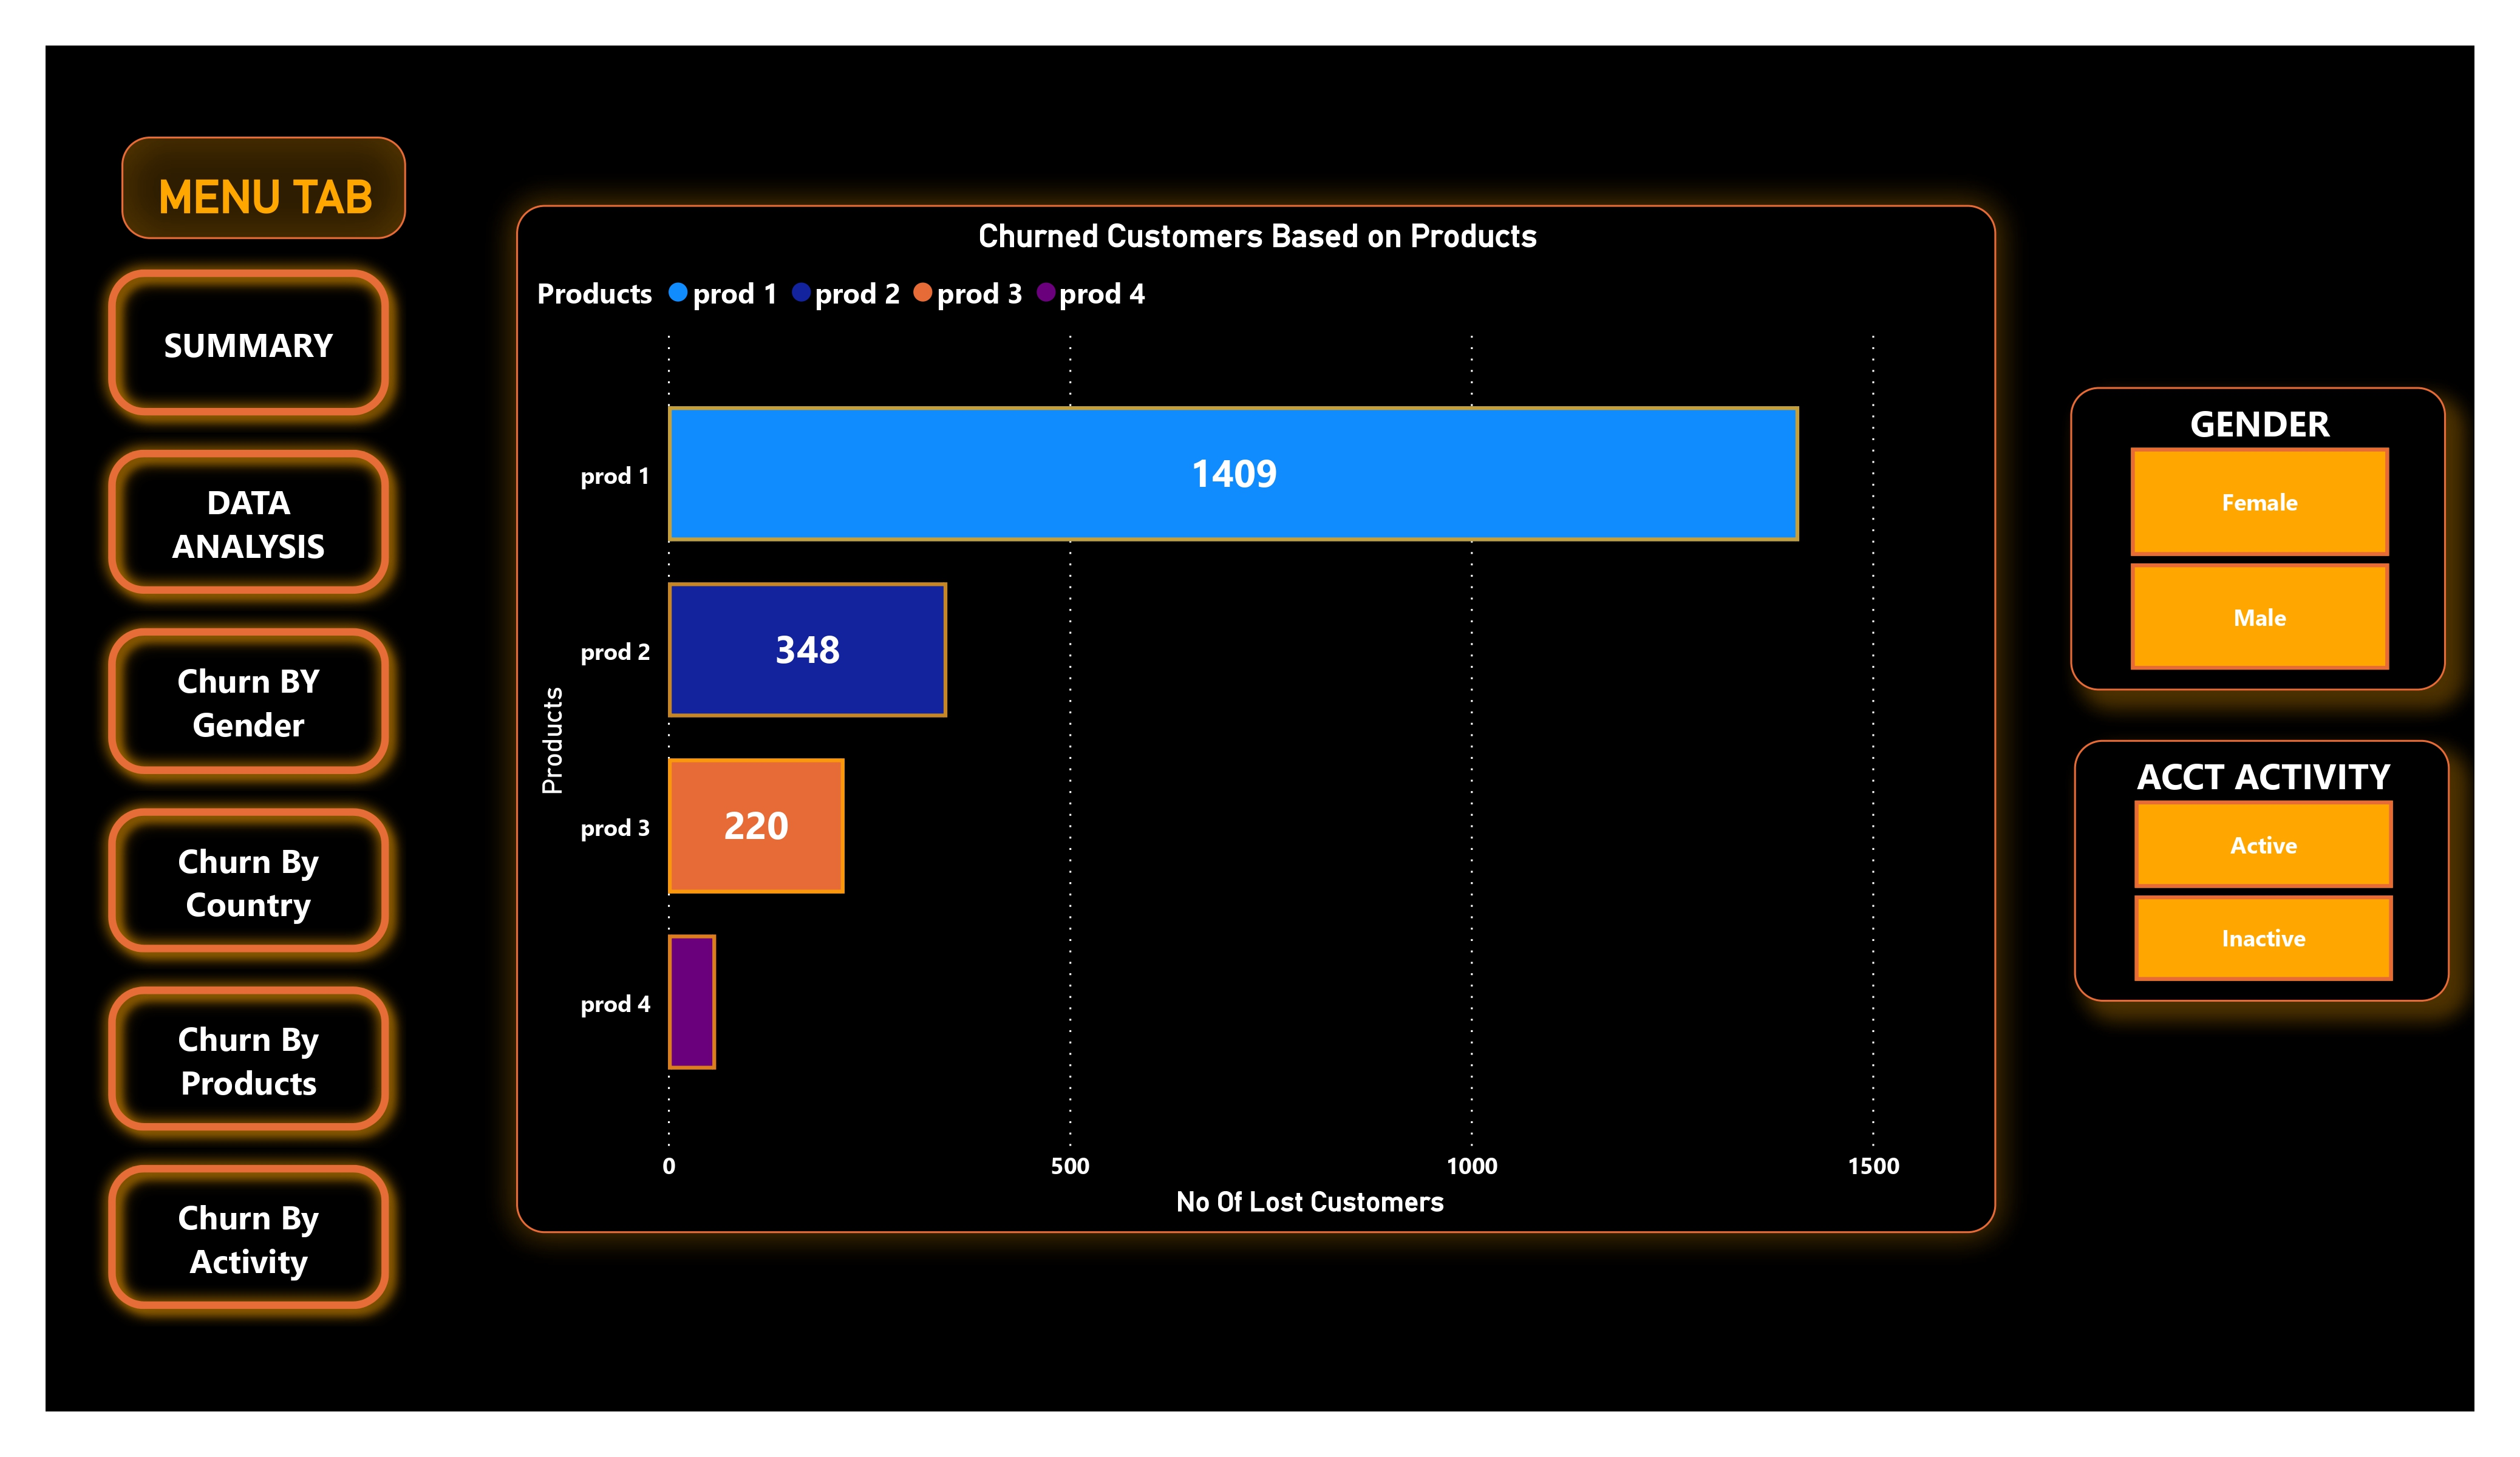 MENU TAB
SUMMARY
DATA
ANALYSIS
Churn BY
Gender
Churn By
Country
Churn By
Products
Churn By
Activity
Churned Customers Based on Products
Products prod 1 prod 2 prod 3 prod 4
Products
prod 1
1409
prod 2
348
prod 3
220
prod 4
0 500 1000 1500
No Of Lost Customers
GENDER
Female
Male
ACCT ACTIVITY
Active
Inactive